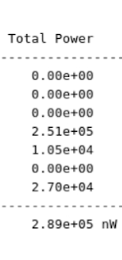 Total Power
-----------------
0.00e+00
0.00e+00
0.00e+00
2.51e+05
1.05e+04
0.00e+00
2.70e+04
-----------------
2.89e+05 nW